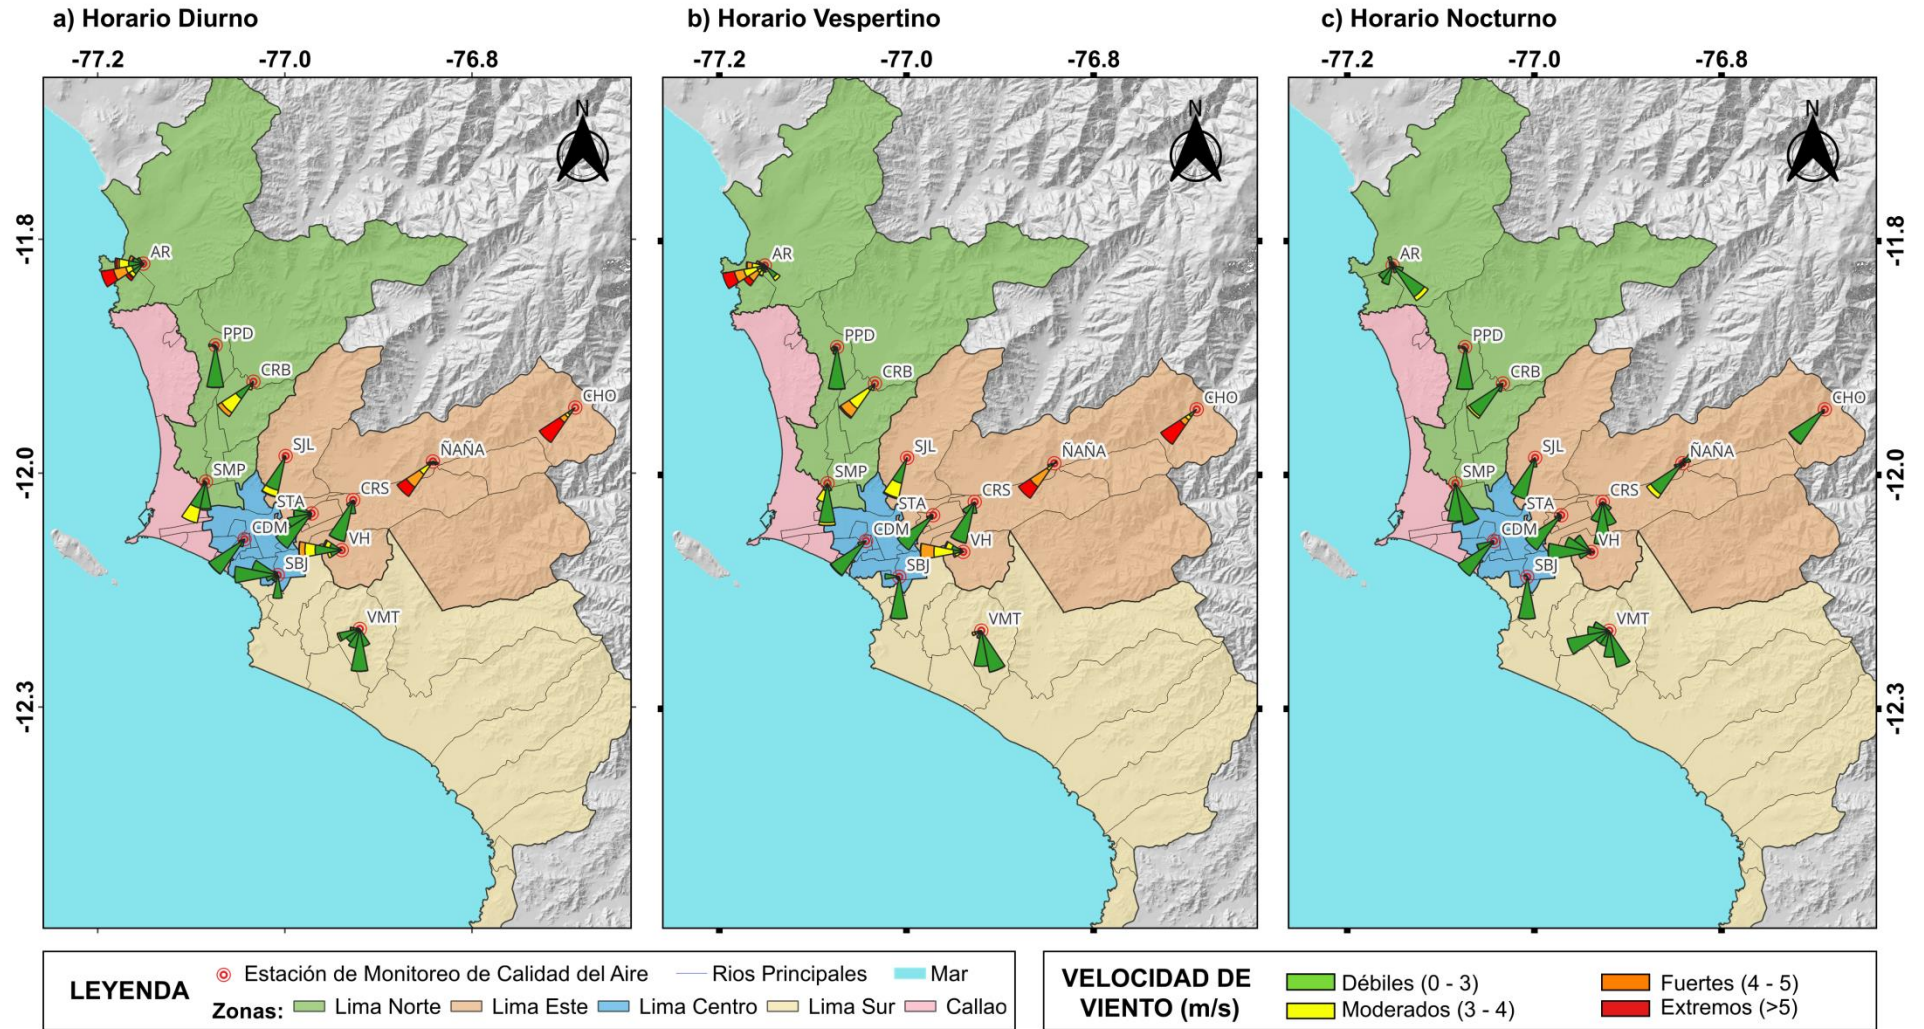 a) Horario Diurno
b) Horario Vespertino
c) Horario Nocturno
-77.2 -77.0 -76.8
-77.2 -77.0 -76.8
-77.2 -77.0 -76.8
-11.8
-12.0
-12.3
N
AR
PPD
CRB
CHO
SJL
ÑAÑA
SMP
STA
CRS
CDM
VH
SBJ
VMT
N
AR
PPD
CRB
CHO
SJL
ÑAÑA
SMP
STA
CRS
CDM
VH
SBJ
VMT
N
AR
PPD
CRB
CHO
SJL
ÑAÑA
SMP
STA
CRS
CDM
VH
SBJ
VMT
-11.8
-12.0
-12.3
LEYENDA
Estación de Monitoreo de Calidad del Aire Rios Principales Mar
Zonas: Lima Norte Lima Este Lima Centro Lima Sur Callao
VELOCIDAD DE
VIENTO (m/s)
Débiles (0 - 3) Fuertes (4 - 5)
Moderados (3 - 4) Extremos (>5)